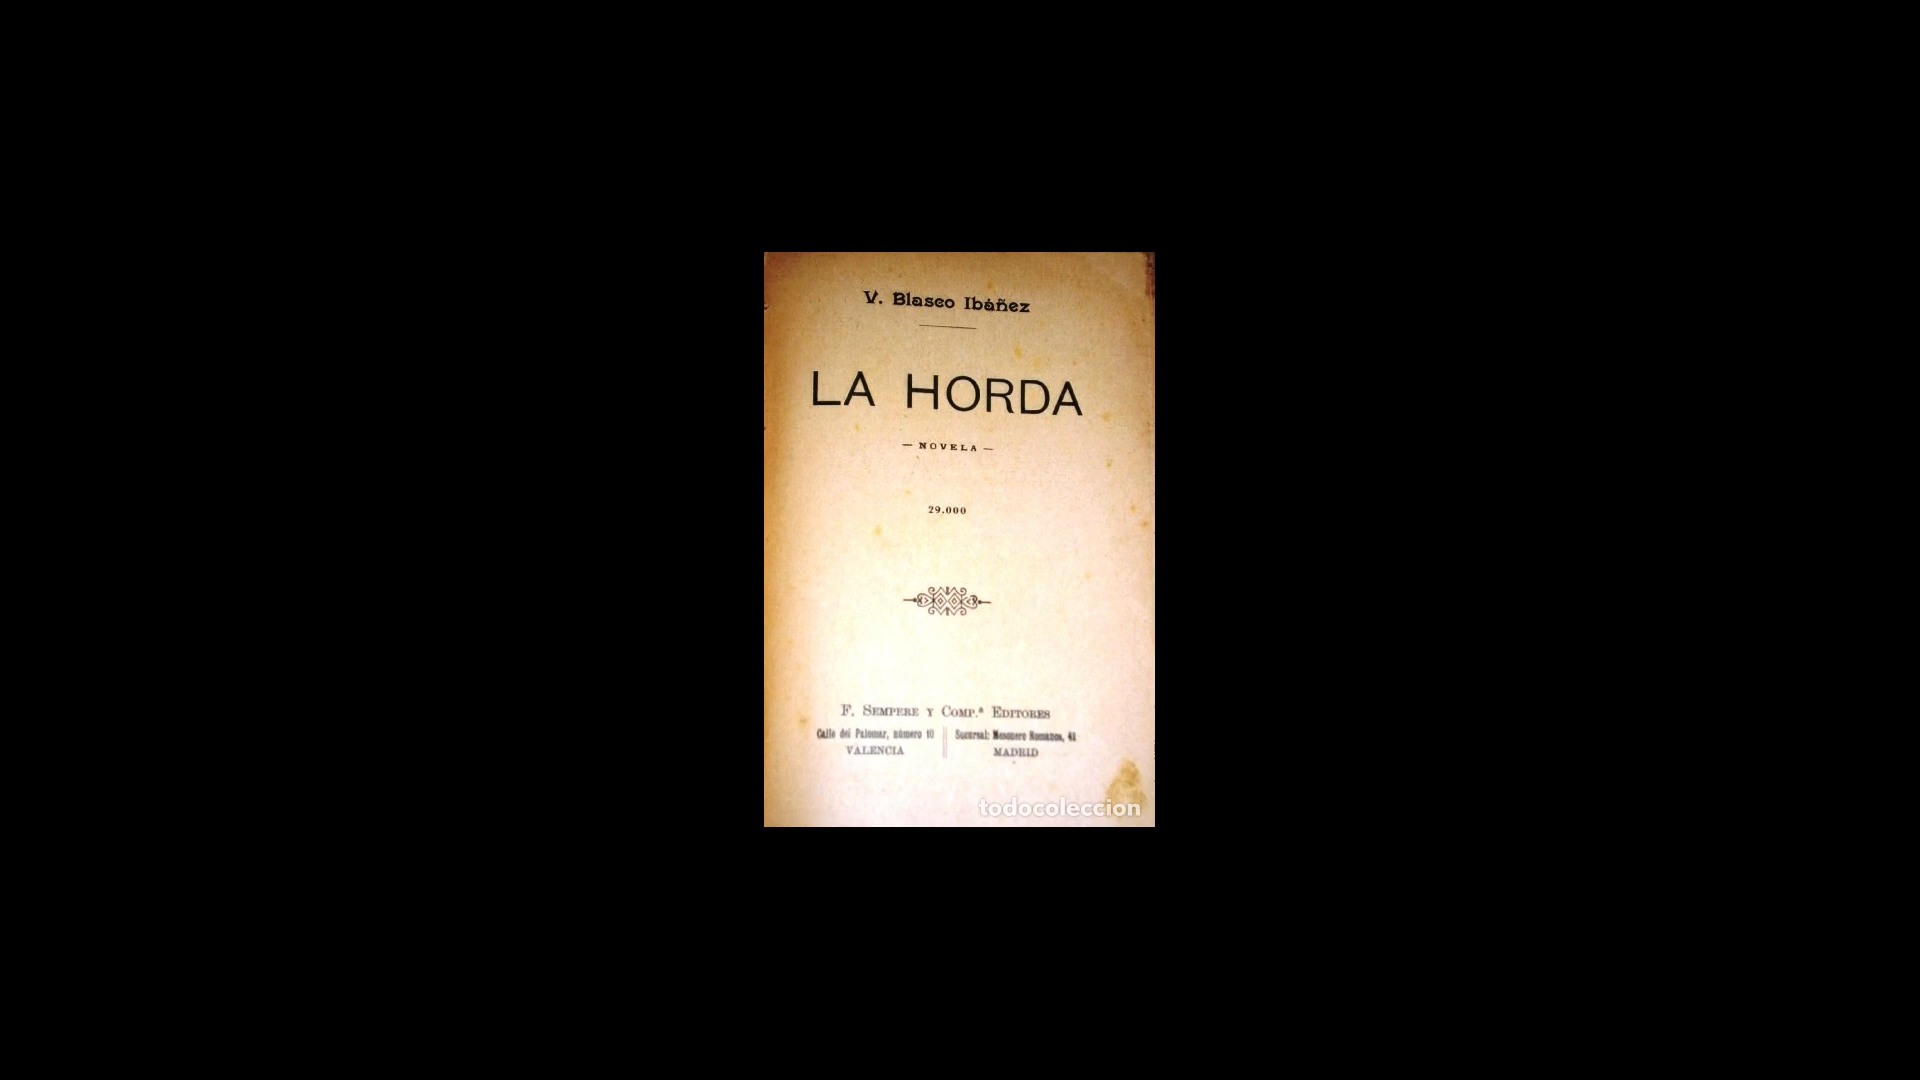 V. Blasco Ibáñez
LA HORDA
— NOVELA —
29.000
F. SEMPERE Y COMP.ª EDITORES
Calle del Palomar, número 10
VALENCIA
Sucursal: Mesonero Romanos, 42
MADRID
todocoleccion